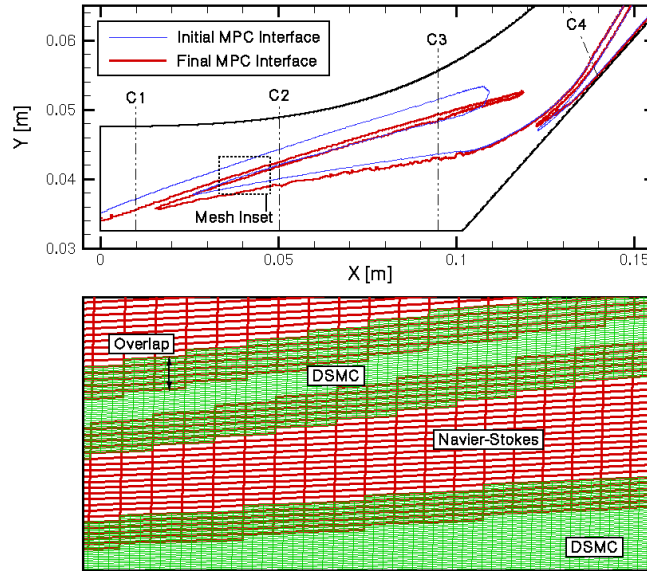 0.06
0.05
0.04
0.03
Y [m]
Initial MPC Interface
Final MPC Interface
C1
C2
C3
C4
Mesh Inset
0
0.05
0.1
0.15
X [m]
Overlap
DSMC
Navier-Stokes
DSMC